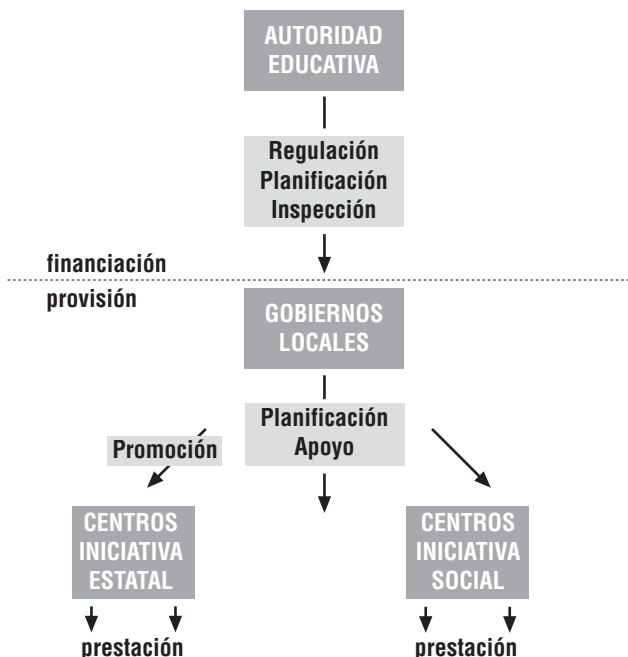 AUTORIDAD
EDUCATIVA
Regulación
Planificación
Inspección
financiación
provisión
GOBIERNOS
LOCALES
Planificación
Apoyo
Promoción
CENTROS
INICIATIVA
ESTATAL
CENTROS
INICIATIVA
SOCIAL
prestación
prestación